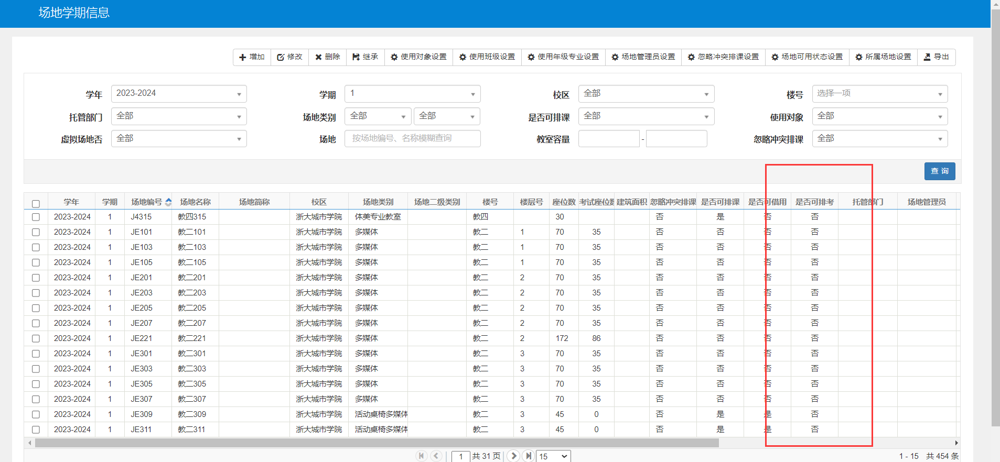 场地学期信息
增加 修改 删除 继承 使用对象设置 使用班级设置 使用年级专业设置 场地管理员设置 忽略冲突排课设置 场地可用状态设置 所属场地设置 导出
学年 2023-2024 学期 1 校区 全部 楼号 选择一项
托管部门 全部 场地类别 全部 全部 是否可排课 全部 使用对象 全部
虚拟场地否 全部 场地 按场地编号、名称模糊查询 教室容量 - 忽略冲突排课 全部
查 询
学年 学期 场地编号 场地名称 场地简称 校区 场地类别 场地二级类别 楼号 楼层号 座位数 考试座位数 建筑面积 忽略冲突排课 是否可排课 是否可借用 是否可排考 托管部门 场地管理员
2023-2024 1 J4315 教四315 浙大城市学院 体美专业教室 教四 30 否 是 否 否
2023-2024 1 JE101 教二101 浙大城市学院 多媒体 教二 1 70 35 否 否 否 否
2023-2024 1 JE103 教二103 浙大城市学院 多媒体 教二 1 70 35 否 否 否 否
2023-2024 1 JE105 教二105 浙大城市学院 多媒体 教二 1 70 35 否 否 否 否
2023-2024 1 JE201 教二201 浙大城市学院 多媒体 教二 2 70 35 否 否 否 否
2023-2024 1 JE203 教二203 浙大城市学院 多媒体 教二 2 70 35 否 否 否 否
2023-2024 1 JE205 教二205 浙大城市学院 多媒体 教二 2 70 35 否 否 否 否
2023-2024 1 JE207 教二207 浙大城市学院 多媒体 教二 2 70 35 否 否 否 否
2023-2024 1 JE221 教二221 浙大城市学院 多媒体 教二 2 172 86 否 否 否 否
2023-2024 1 JE301 教二301 浙大城市学院 多媒体 教二 3 70 35 否 否 否 否
2023-2024 1 JE303 教二303 浙大城市学院 多媒体 教二 3 70 35 否 否 否 否
2023-2024 1 JE305 教二305 浙大城市学院 多媒体 教二 3 70 35 否 否 否 否
2023-2024 1 JE307 教二307 浙大城市学院 多媒体 教二 3 70 35 否 否 否 否
2023-2024 1 JE309 教二309 浙大城市学院 活动桌椅多媒体 教二 3 45 0 否 是 是 否
2023-2024 1 JE311 教二311 浙大城市学院 活动桌椅多媒体 教二 3 45 0 否 是 是 否
1 共 31 页 15 1 - 15 共 454 条